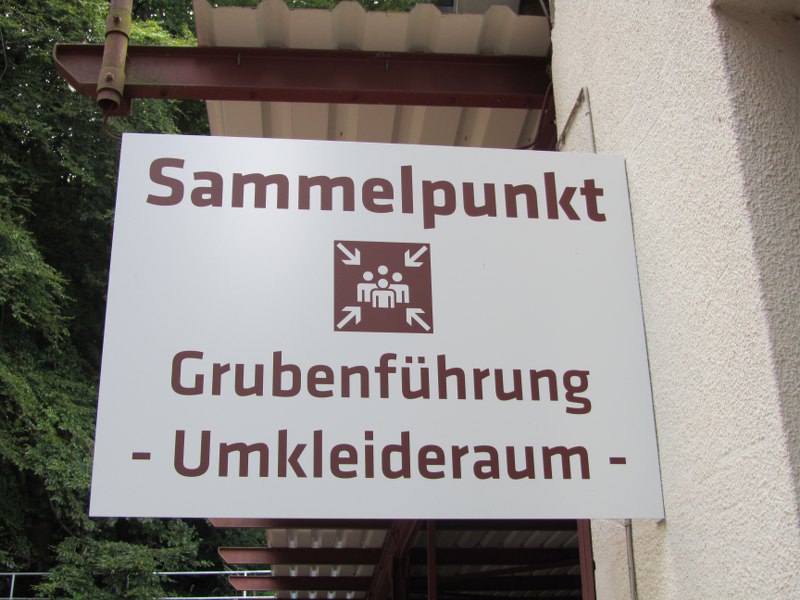 Sammelpunkt
Grubenführung
- Umkleideraum -